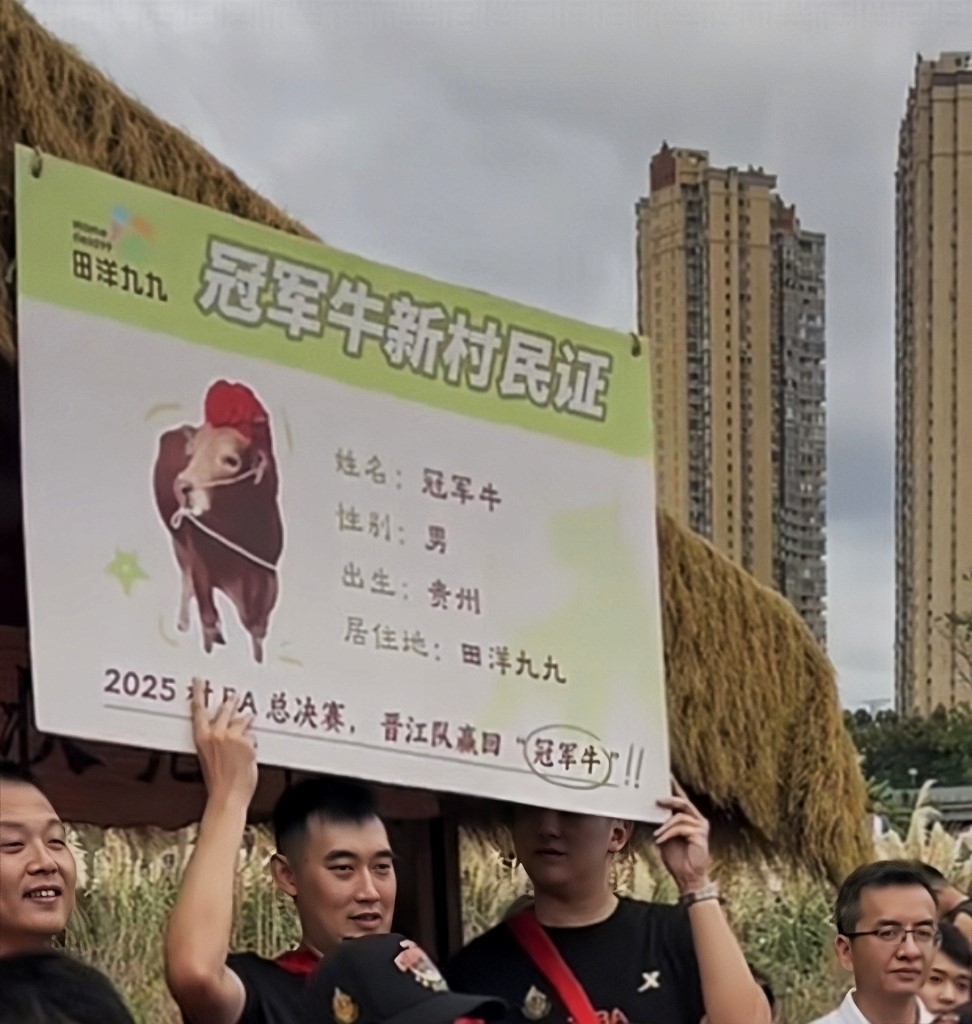 Home
field99
田洋九九
冠军牛新村民证
姓名：冠军牛
性别：男
出生：贵州
居住地：田洋九九
2025 村BA 总决赛，晋江队赢回“冠军牛”!!